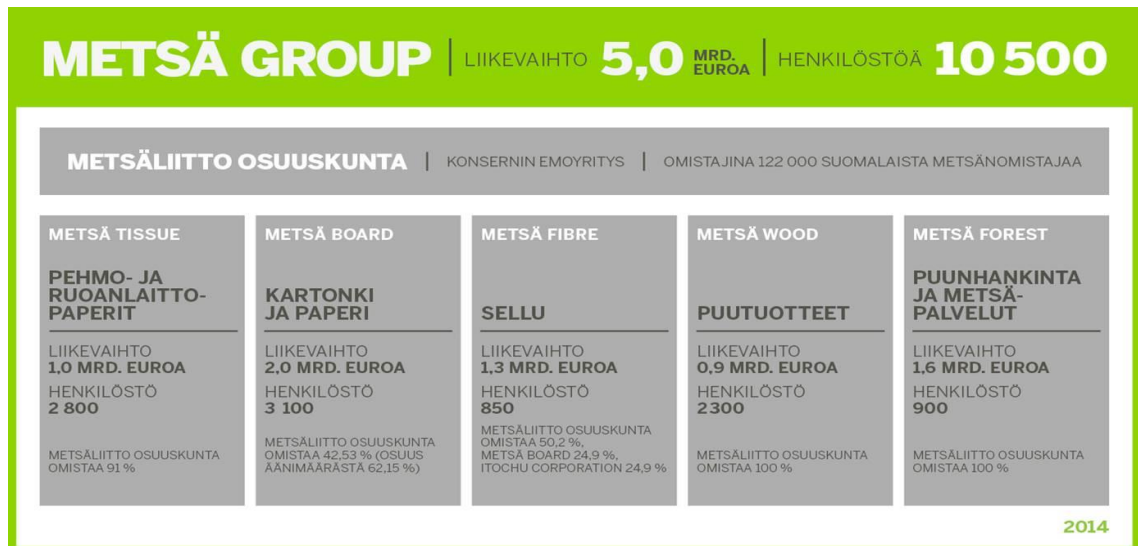 METSÄ GROUP | LIIKEVAIHTO 5,0 MRD. EUROA | HENKILÖSTÖÄ 10 500
METSÄLIITTO OSUUSKUNTA | KONSERNIN EMOYRITYS | OMISTAJINA 122 000 SUOMALAISTA METSÄNOMISTAJAA
METSÄ TISSUE
PEHMO- JA
RUOANLAITTO-
PAPERIT
LIIKEVAIHTO
1,0 MRD. EUROA
HENKILÖSTÖ
2 800
METSÄLIITTO OSUUSKUNTA
OMISTAA 91 %
METSÄ BOARD
KARTONKI
JA PAPERI
LIIKEVAIHTO
2,0 MRD. EUROA
HENKILÖSTÖ
3 100
METSÄLIITTO OSUUSKUNTA
OMISTAA 42,53 % (OSUUS
ÄÄNIMÄÄRÄSTÄ 62,15 %)
METSÄ FIBRE
SELLU
LIIKEVAIHTO
1,3 MRD. EUROA
HENKILÖSTÖ
850
METSÄLIITTO OSUUSKUNTA
OMISTAA 50,2 %,
METSÄ BOARD 24,9 %,
ITOCHU CORPORATION 24,9 %
METSÄ WOOD
PUUTUOTTEET
LIIKEVAIHTO
0,9 MRD. EUROA
HENKILÖSTÖ
2300
METSÄLIITTO OSUUSKUNTA
OMISTAA 100 %
METSÄ FOREST
PUUNHANKINTA
JA METSÄ-
PALVELUT
LIIKEVAIHTO
1,6 MRD. EUROA
HENKILÖSTÖ
900
METSÄLIITTO OSUUSKUNTA
OMISTAA 100 %
2014